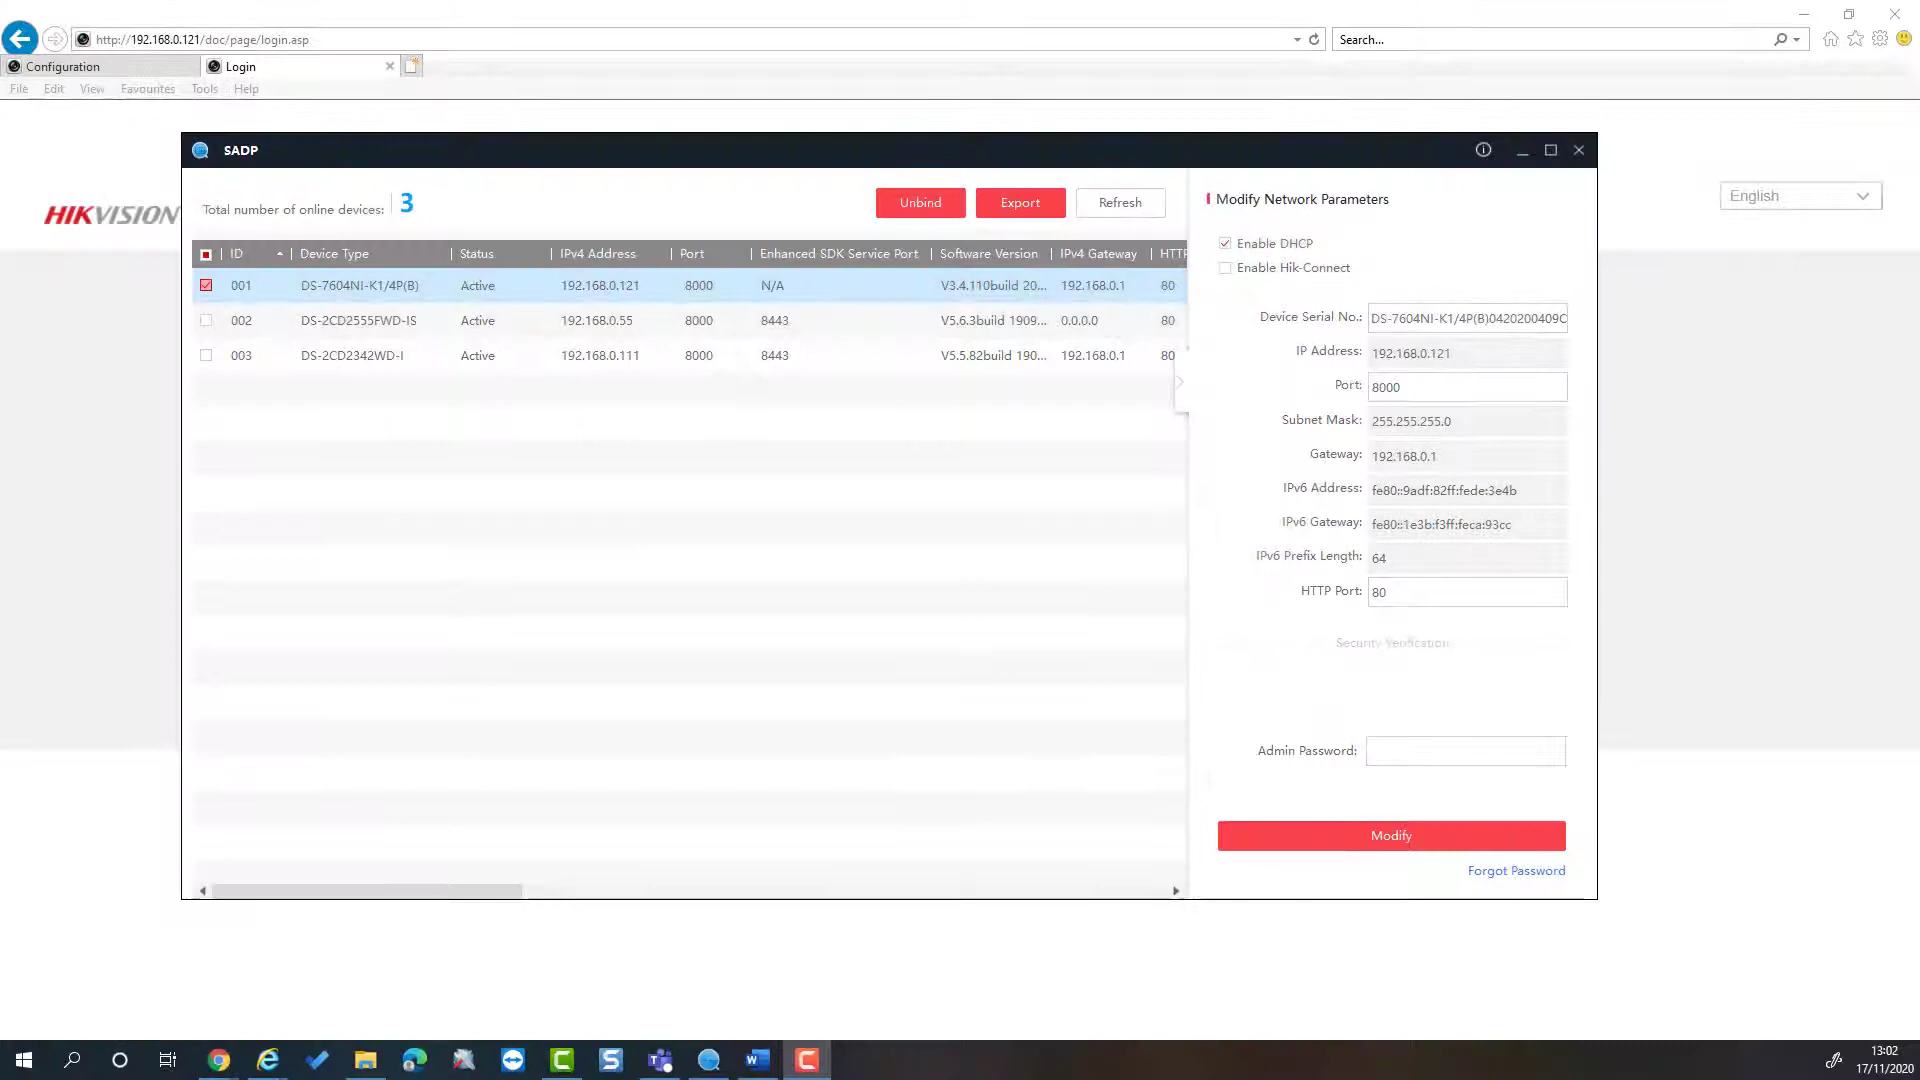 http://192.168.0.121/doc/page/login.asp
Search...
Configuration
Login
File Edit View Favourites Tools Help
HIKVISION
English
SADP
Total number of online devices: 3
Unbind
Export
Refresh
ID Device Type Status IPv4 Address Port Enhanced SDK Service Port Software Version IPv4 Gateway HTTP
001 DS-7604NI-K1/4P(B) Active 192.168.0.121 8000 N/A V3.4.110build 20... 192.168.0.1 80
002 DS-2CD2555FWD-IS Active 192.168.0.55 8000 8443 V5.6.3build 1909... 0.0.0.0 80
003 DS-2CD2342WD-I Active 192.168.0.111 8000 8443 V5.5.82build 190... 192.168.0.1 80
Modify Network Parameters
Enable DHCP
Enable Hik-Connect
Device Serial No.: DS-7604NI-K1/4P(B)0420200409C
IP Address: 192.168.0.121
Port: 8000
Subnet Mask: 255.255.255.0
Gateway: 192.168.0.1
IPv6 Address: fe80::9adf:82ff:fede:3e4b
IPv6 Gateway: fe80::1e3b:f3ff:feca:93cc
IPv6 Prefix Length: 64
HTTP Port: 80
Security Verification
Admin Password:
Modify
Forgot Password
13:02
17/11/2020